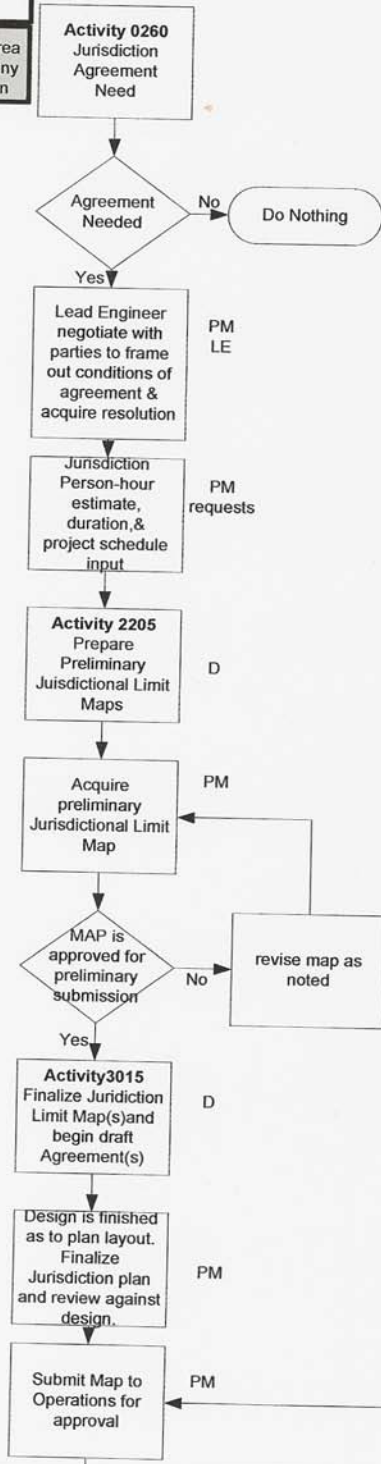 rea
ny
n
Activity 0260
Jurisdiction
Agreement
Need
Agreement
Needed
No
Do Nothing
Yes
Lead Engineer
negotiate with
parties to frame
out conditions of
agreement &
acquire resolution
PM
LE
Jurisdiction
Person-hour
estimate,
duration,&
project schedule
input
PM
requests
Activity 2205
Prepare
Preliminary
Juisdictional Limit
Maps
D
Acquire
preliminary
Jurisdictional Limit
Map
PM
MAP is
approved for
preliminary
submission
No
revise map as
noted
Yes
Activity3015
Finalize Juridiction
Limit Map(s)and
begin draft
Agreement(s)
D
Design is finished
as to plan layout.
Finalize
Jurisdiction plan
and review against
design.
PM
Submit Map to
Operations for
approval
PM